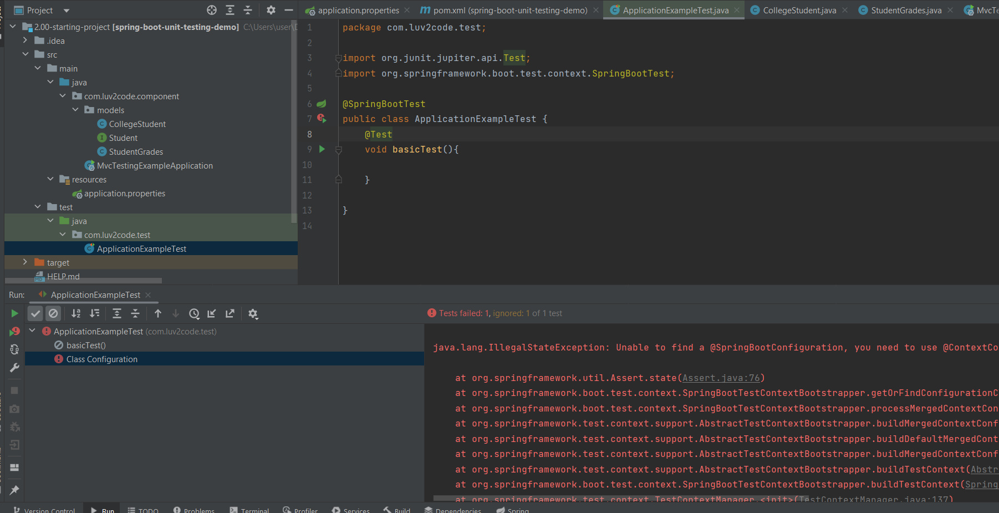 Project
application.properties
pom.xml (spring-boot-unit-testing-demo)
ApplicationExampleTest.java
CollegeStudent.java
StudentGrades.java
2.00-starting-project [spring-boot-unit-testing-demo] C:\Users\user\
.idea
src
main
java
com.luv2code.component
models
CollegeStudent
Student
StudentGrades
MvcTestingExampleApplication
resources
application.properties
test
java
com.luv2code.test
ApplicationExampleTest
target
HELP.md
1 package com.luv2code.test;
2
3 import org.junit.jupiter.api.Test;
4 import org.springframework.boot.test.context.SpringBootTest;
5
6 @SpringBootTest
7 public class ApplicationExampleTest {
8 @Test
9 void basicTest(){
10
11 }
12
13 }
14
Run: ApplicationExampleTest
Tests failed: 1, ignored: 1 of 1 test
ApplicationExampleTest (com.luv2code.test)
basicTest()
Class Configuration
java.lang.IllegalStateException: Unable to find a @SpringBootConfiguration, you need to use @ContextCo
at org.springframework.util.Assert.state(Assert.java:76)
at org.springframework.boot.test.context.SpringBootTestContextBootstrapper.getOrFindConfigurationC
at org.springframework.boot.test.context.SpringBootTestContextBootstrapper.processMergedContextCon
at org.springframework.test.context.support.AbstractTestContextBootstrapper.buildMergedContextConf
at org.springframework.test.context.support.AbstractTestContextBootstrapper.buildDefaultMergedCont
at org.springframework.test.context.support.AbstractTestContextBootstrapper.buildMergedContextConf
at org.springframework.test.context.support.AbstractTestContextBootstrapper.buildTestContext(Abstr
at org.springframework.boot.test.context.SpringBootTestContextBootstrapper.buildTestContext(Spring
at org.springframework.test.context.TestContextManager.<init>(TestContextManager.java:137)
Version Control
Run
TODO
Problems
Terminal
Profiler
Services
Build
Dependencies
Spring